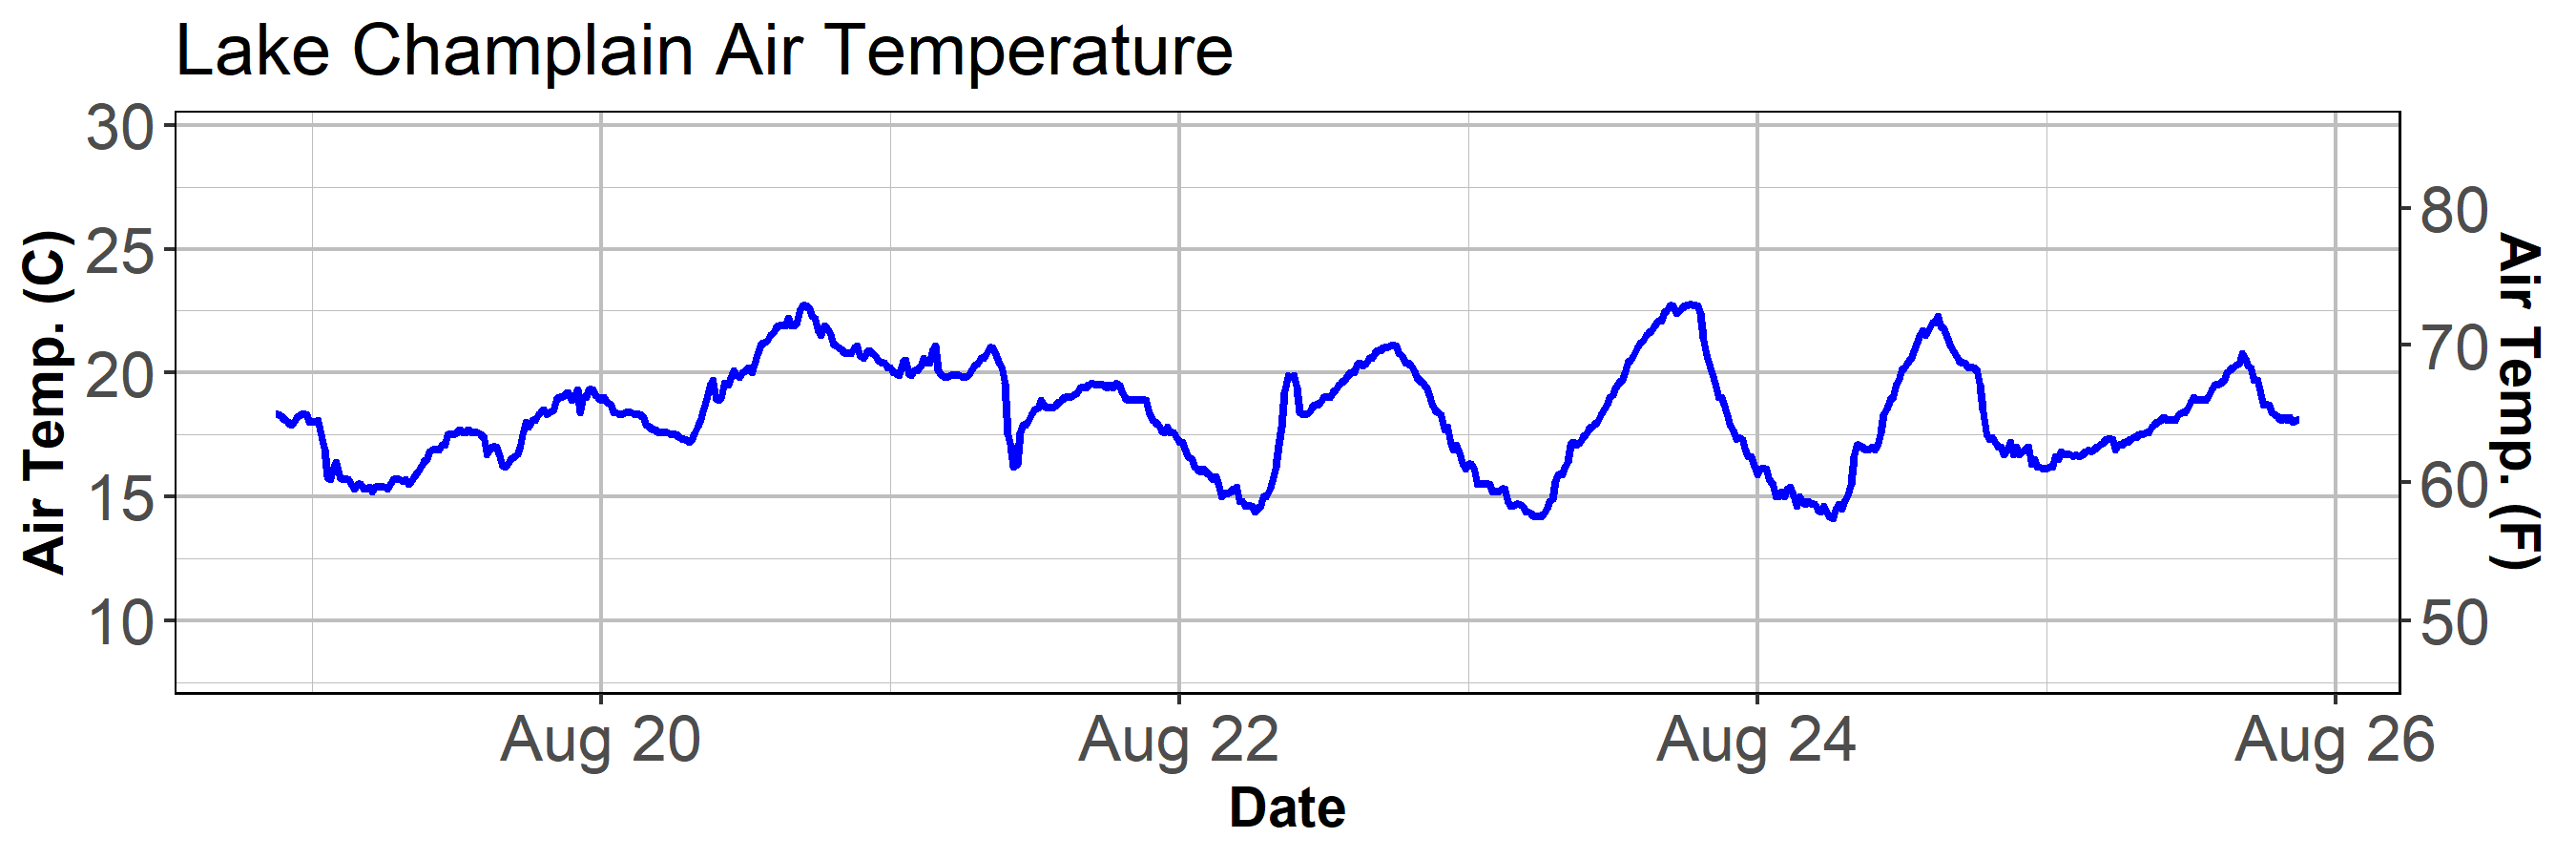 Lake Champlain Air Temperature
Air Temp. (C)
30
25
20
15
10
80
70
60
50
Air Temp. (F)
Aug 20 Aug 22 Aug 24 Aug 26
Date